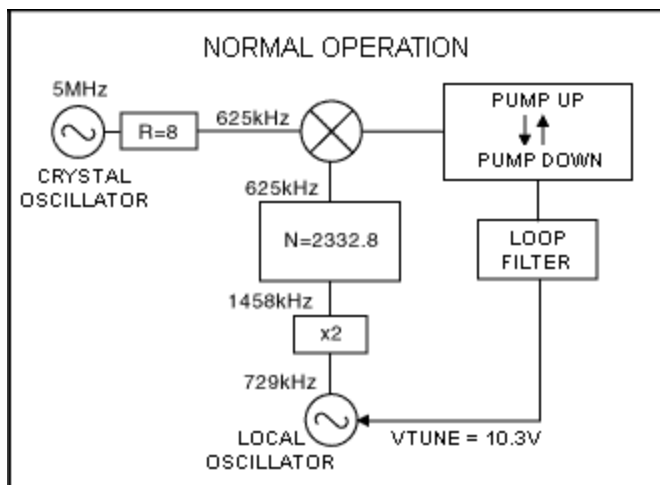 NORMAL OPERATION
5MHz
R=8
625kHz
CRYSTAL
OSCILLATOR
PUMP UP
PUMP DOWN
625kHz
N=2332.8
LOOP
FILTER
1458kHz
x2
729kHz
LOCAL
OSCILLATOR
VTUNE = 10.3V